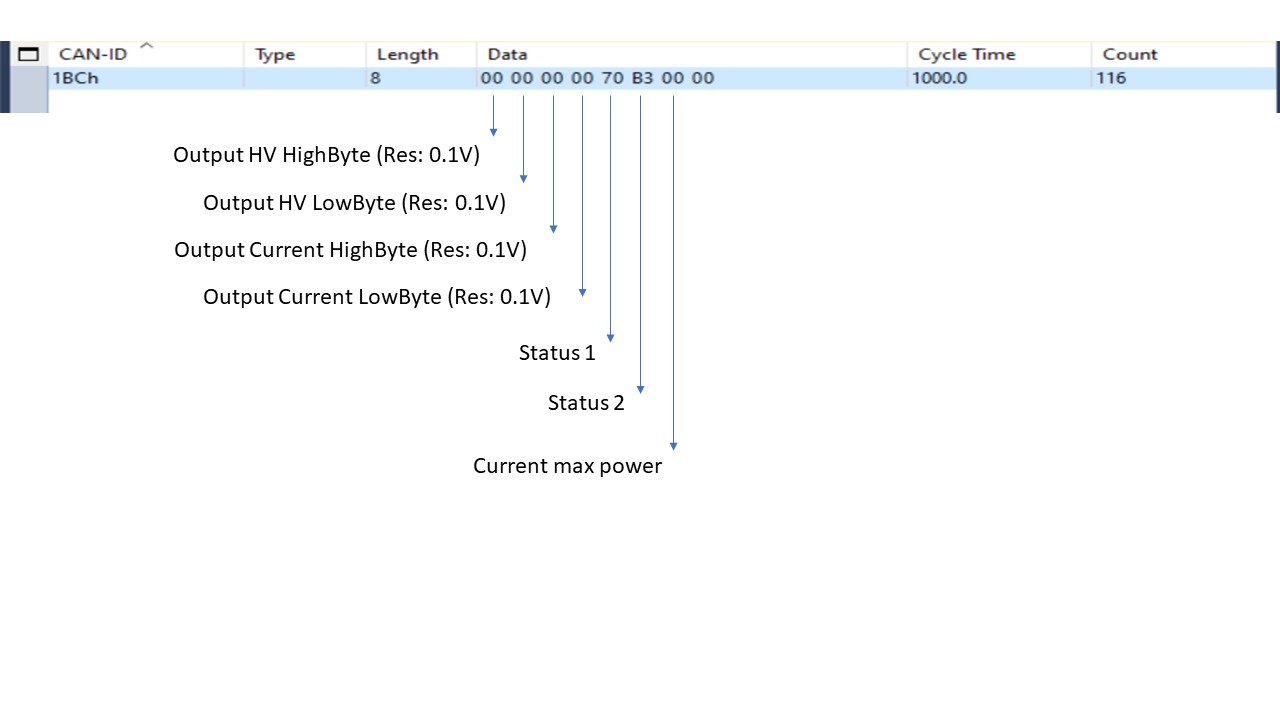 CAN-ID Type Length Data Cycle Time Count
1BCh 8 00 00 00 00 70 B3 00 00 1000.0 116
Output HV HighByte (Res: 0.1V)
Output HV LowByte (Res: 0.1V)
Output Current HighByte (Res: 0.1V)
Output Current LowByte (Res: 0.1V)
Status 1
Status 2
Current max power